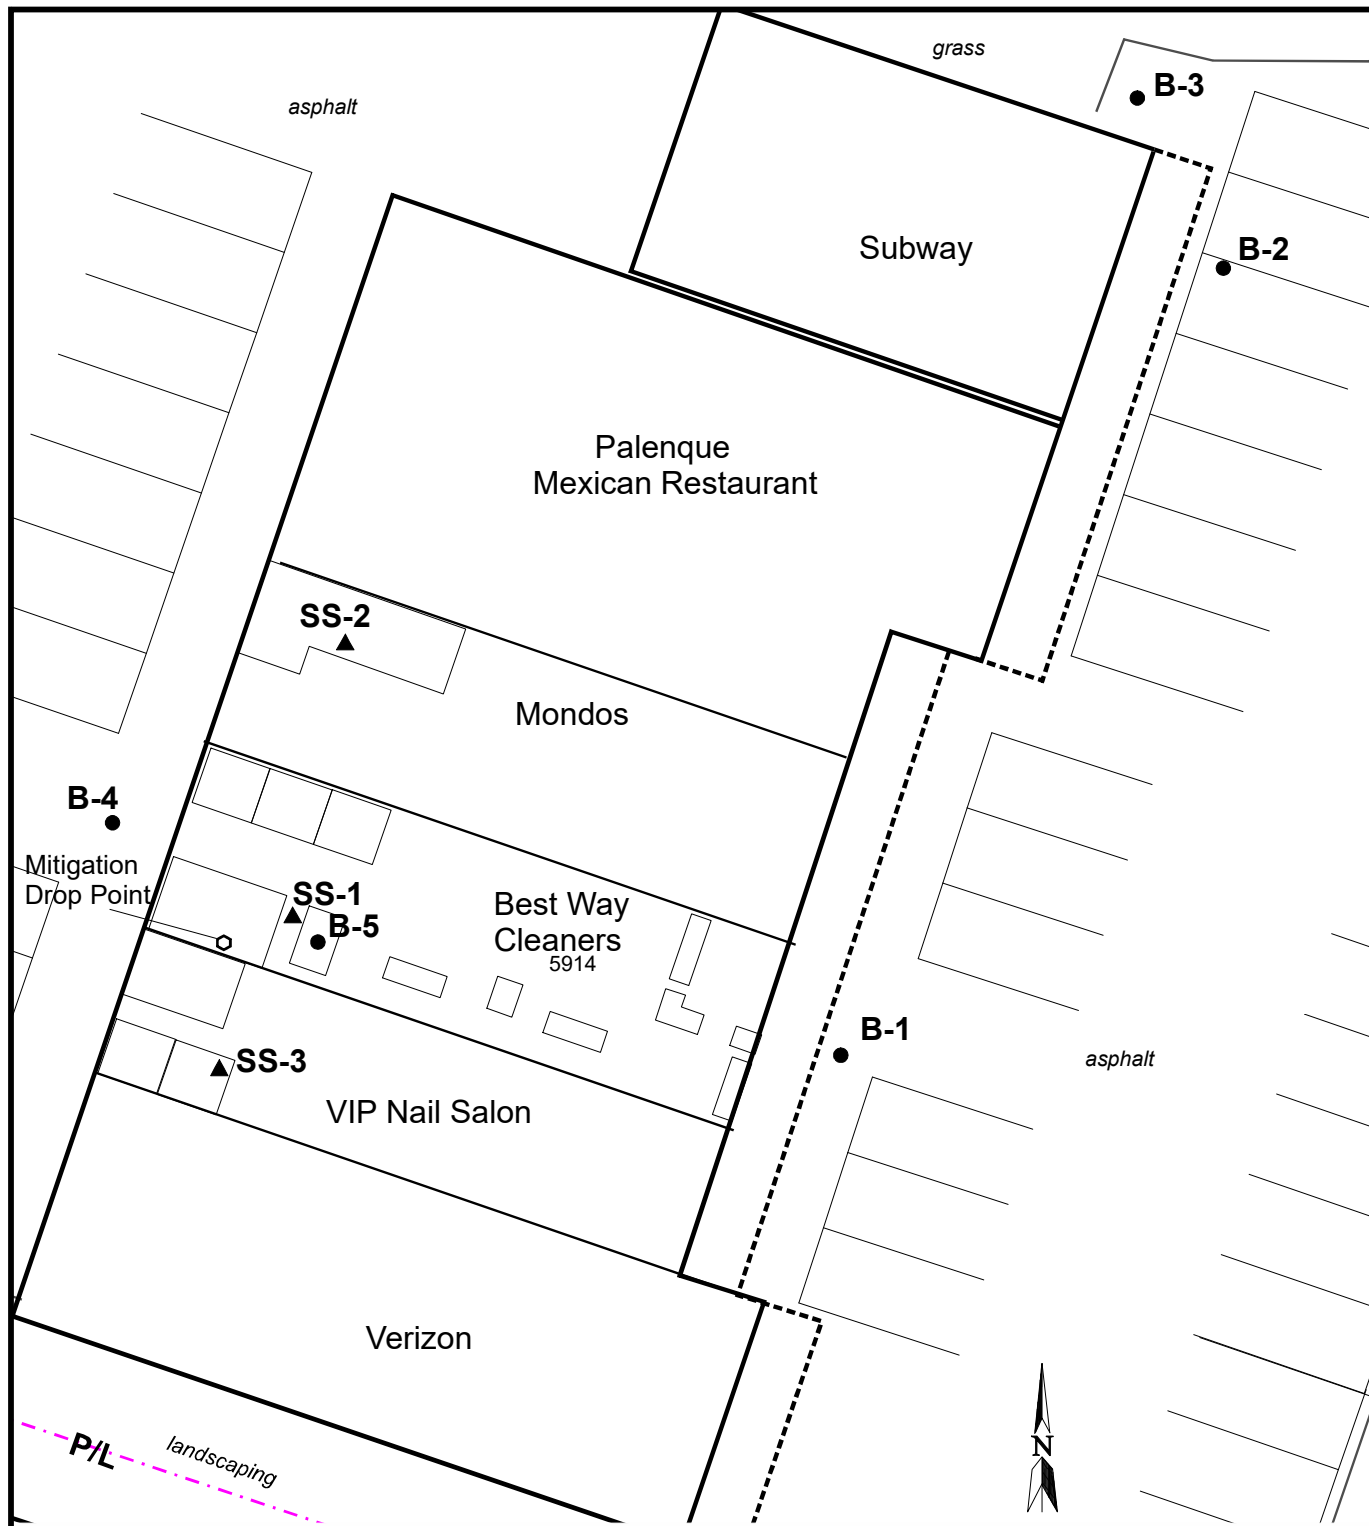 grass
B-3
asphalt
Subway
B-2
Palenque
Mexican Restaurant
SS-2
Mondos
B-4
Mitigation
Drop Point
SS-1
B-5
Best Way
Cleaners
5914
B-1
asphalt
SS-3
VIP Nail Salon
Verizon
P/L
landscaping
N